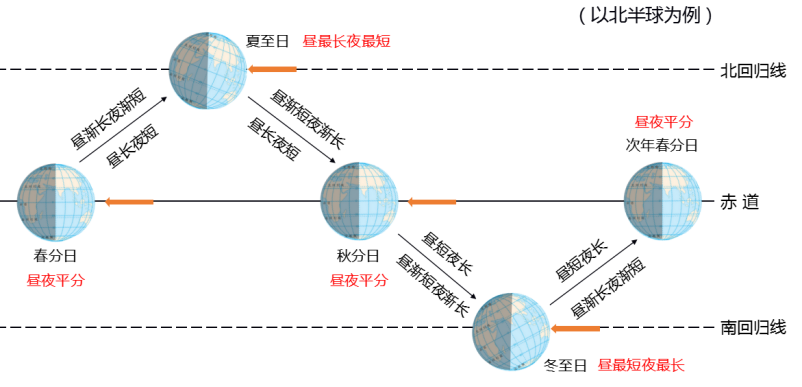 （以北半球为例）
夏至日 昼最长夜最短
北回归线
昼渐长夜渐短
昼长夜短
昼渐短夜渐长
昼长夜短
昼夜平分
次年春分日
赤道
春分日
昼夜平分
秋分日
昼夜平分
昼短夜长
昼渐短夜渐长
昼短夜长
昼渐长夜渐短
南回归线
冬至日 昼最短夜最长